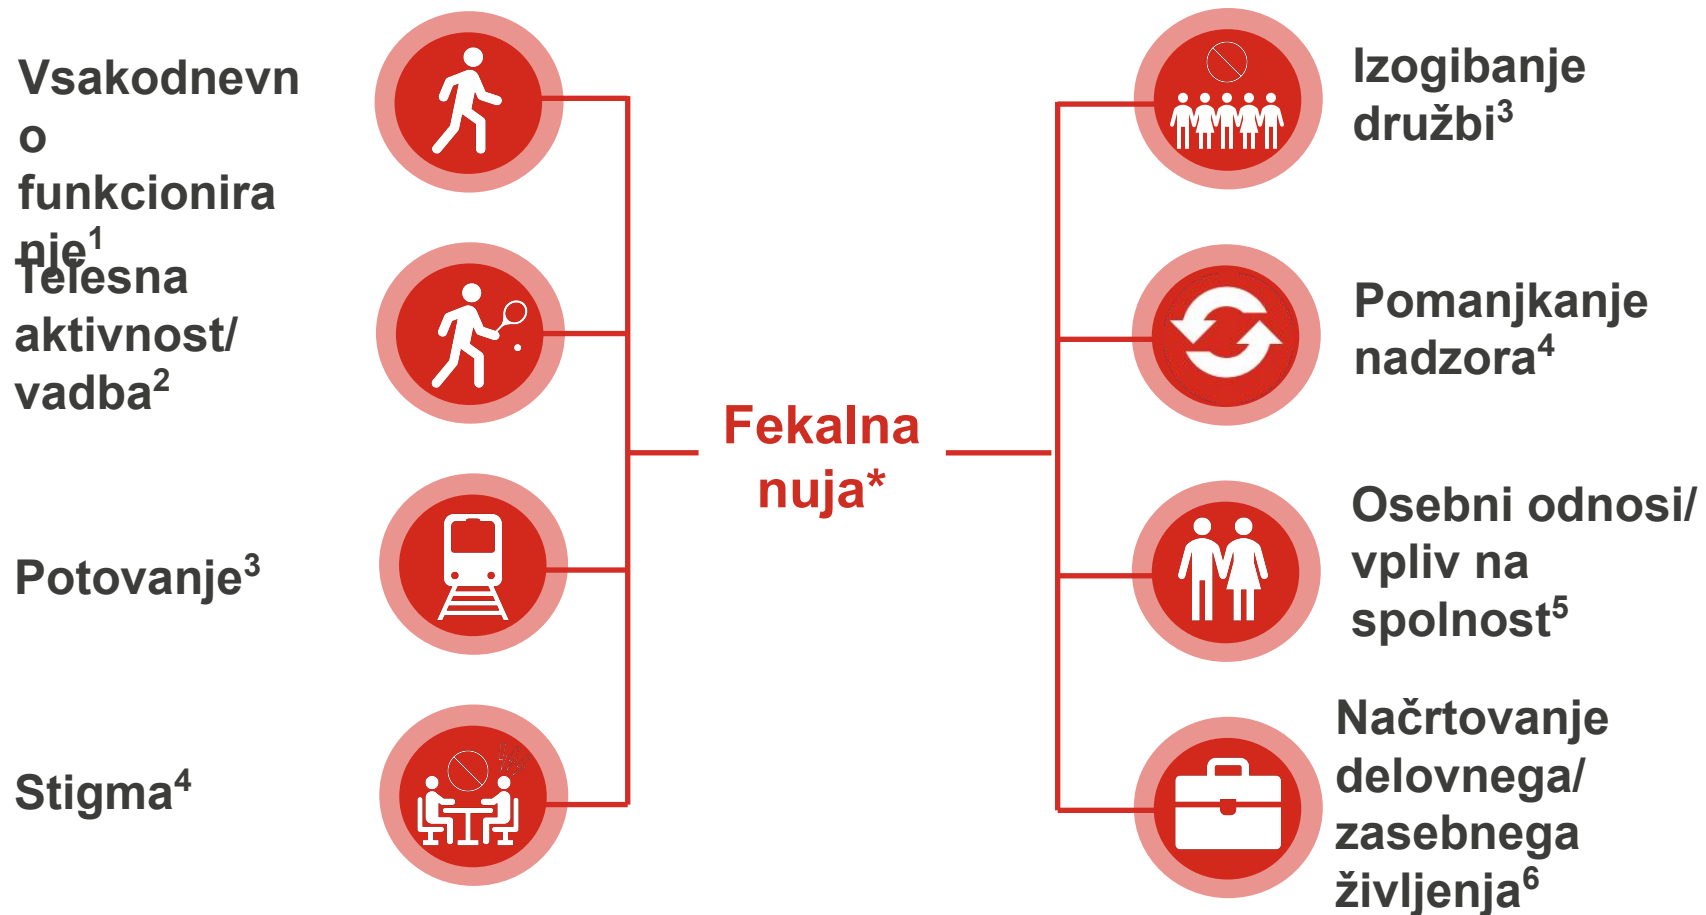 Vsakodnevn
o
funkcionira
nje¹
Telesna
aktivnost/
vadba²
Potovanje³
Stigma⁴
Fekalna
nuja*
Izogibanje
družbi³
Pomanjkanje
nadzora⁴
Osebni odnosi/
vpliv na
spolnost⁵
Načrtovanje
delovnega/
zasebnega
življenja⁶